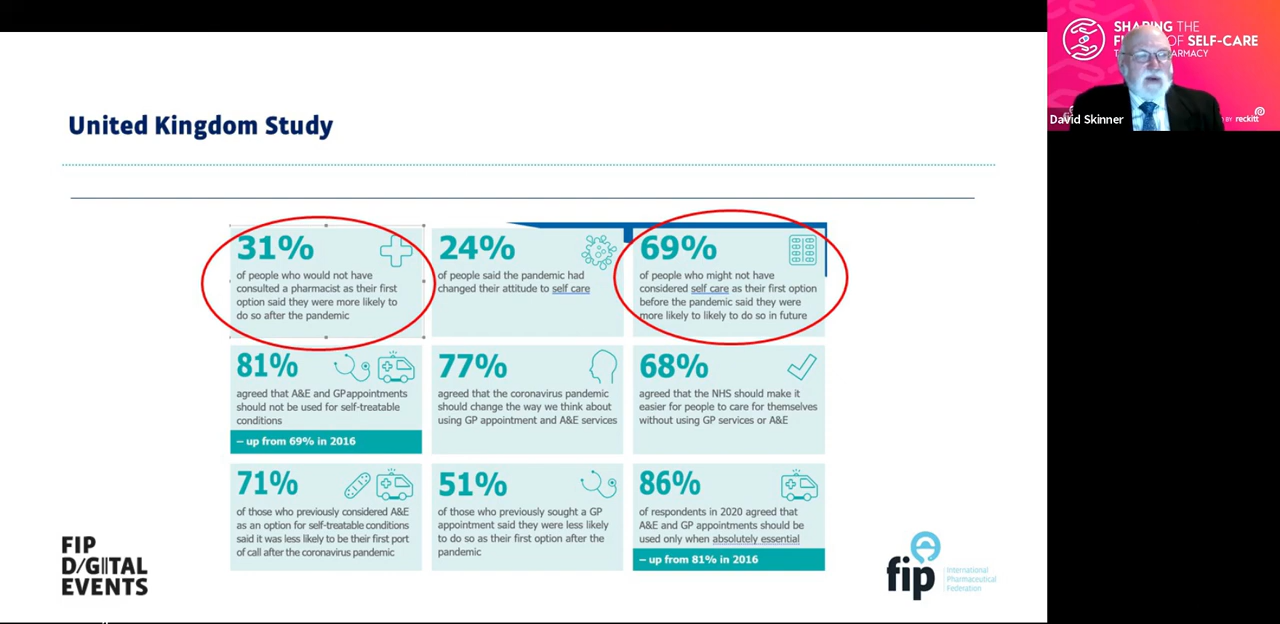 United Kingdom Study
31%
of people who would not have
consulted a pharmacist as their first
option said they were more likely to
do so after the pandemic
24%
of people said the pandemic had
changed their attitude to self care
69%
of people who might not have
considered self care as their first option
before the pandemic said they were
more likely to likely to do so in future
81%
agreed that A&E and GP appointments
should not be used for self-treatable
conditions
– up from 69% in 2016
77%
agreed that the coronavirus pandemic
should change the way we think about
using GP appointment and A&E services
68%
agreed that the NHS should make it
easier for people to care for themselves
without using GP services or A&E
71%
of those who previously considered A&E
as an option for self-treatable conditions
said it was less likely to be their first port
of call after the coronavirus pandemic
51%
of those who previously sought a GP
appointment said they were less likely
to do so as their first option after the
pandemic
86%
of respondents in 2020 agreed that
A&E and GP appointments should be
used only when absolutely essential
– up from 81% in 2016
FIP
D/GITAL
EVENTS
fip
International
Pharmaceutical
Federation
SHARING THE
OF SELF-CARE
David Skinner
BY reckitt